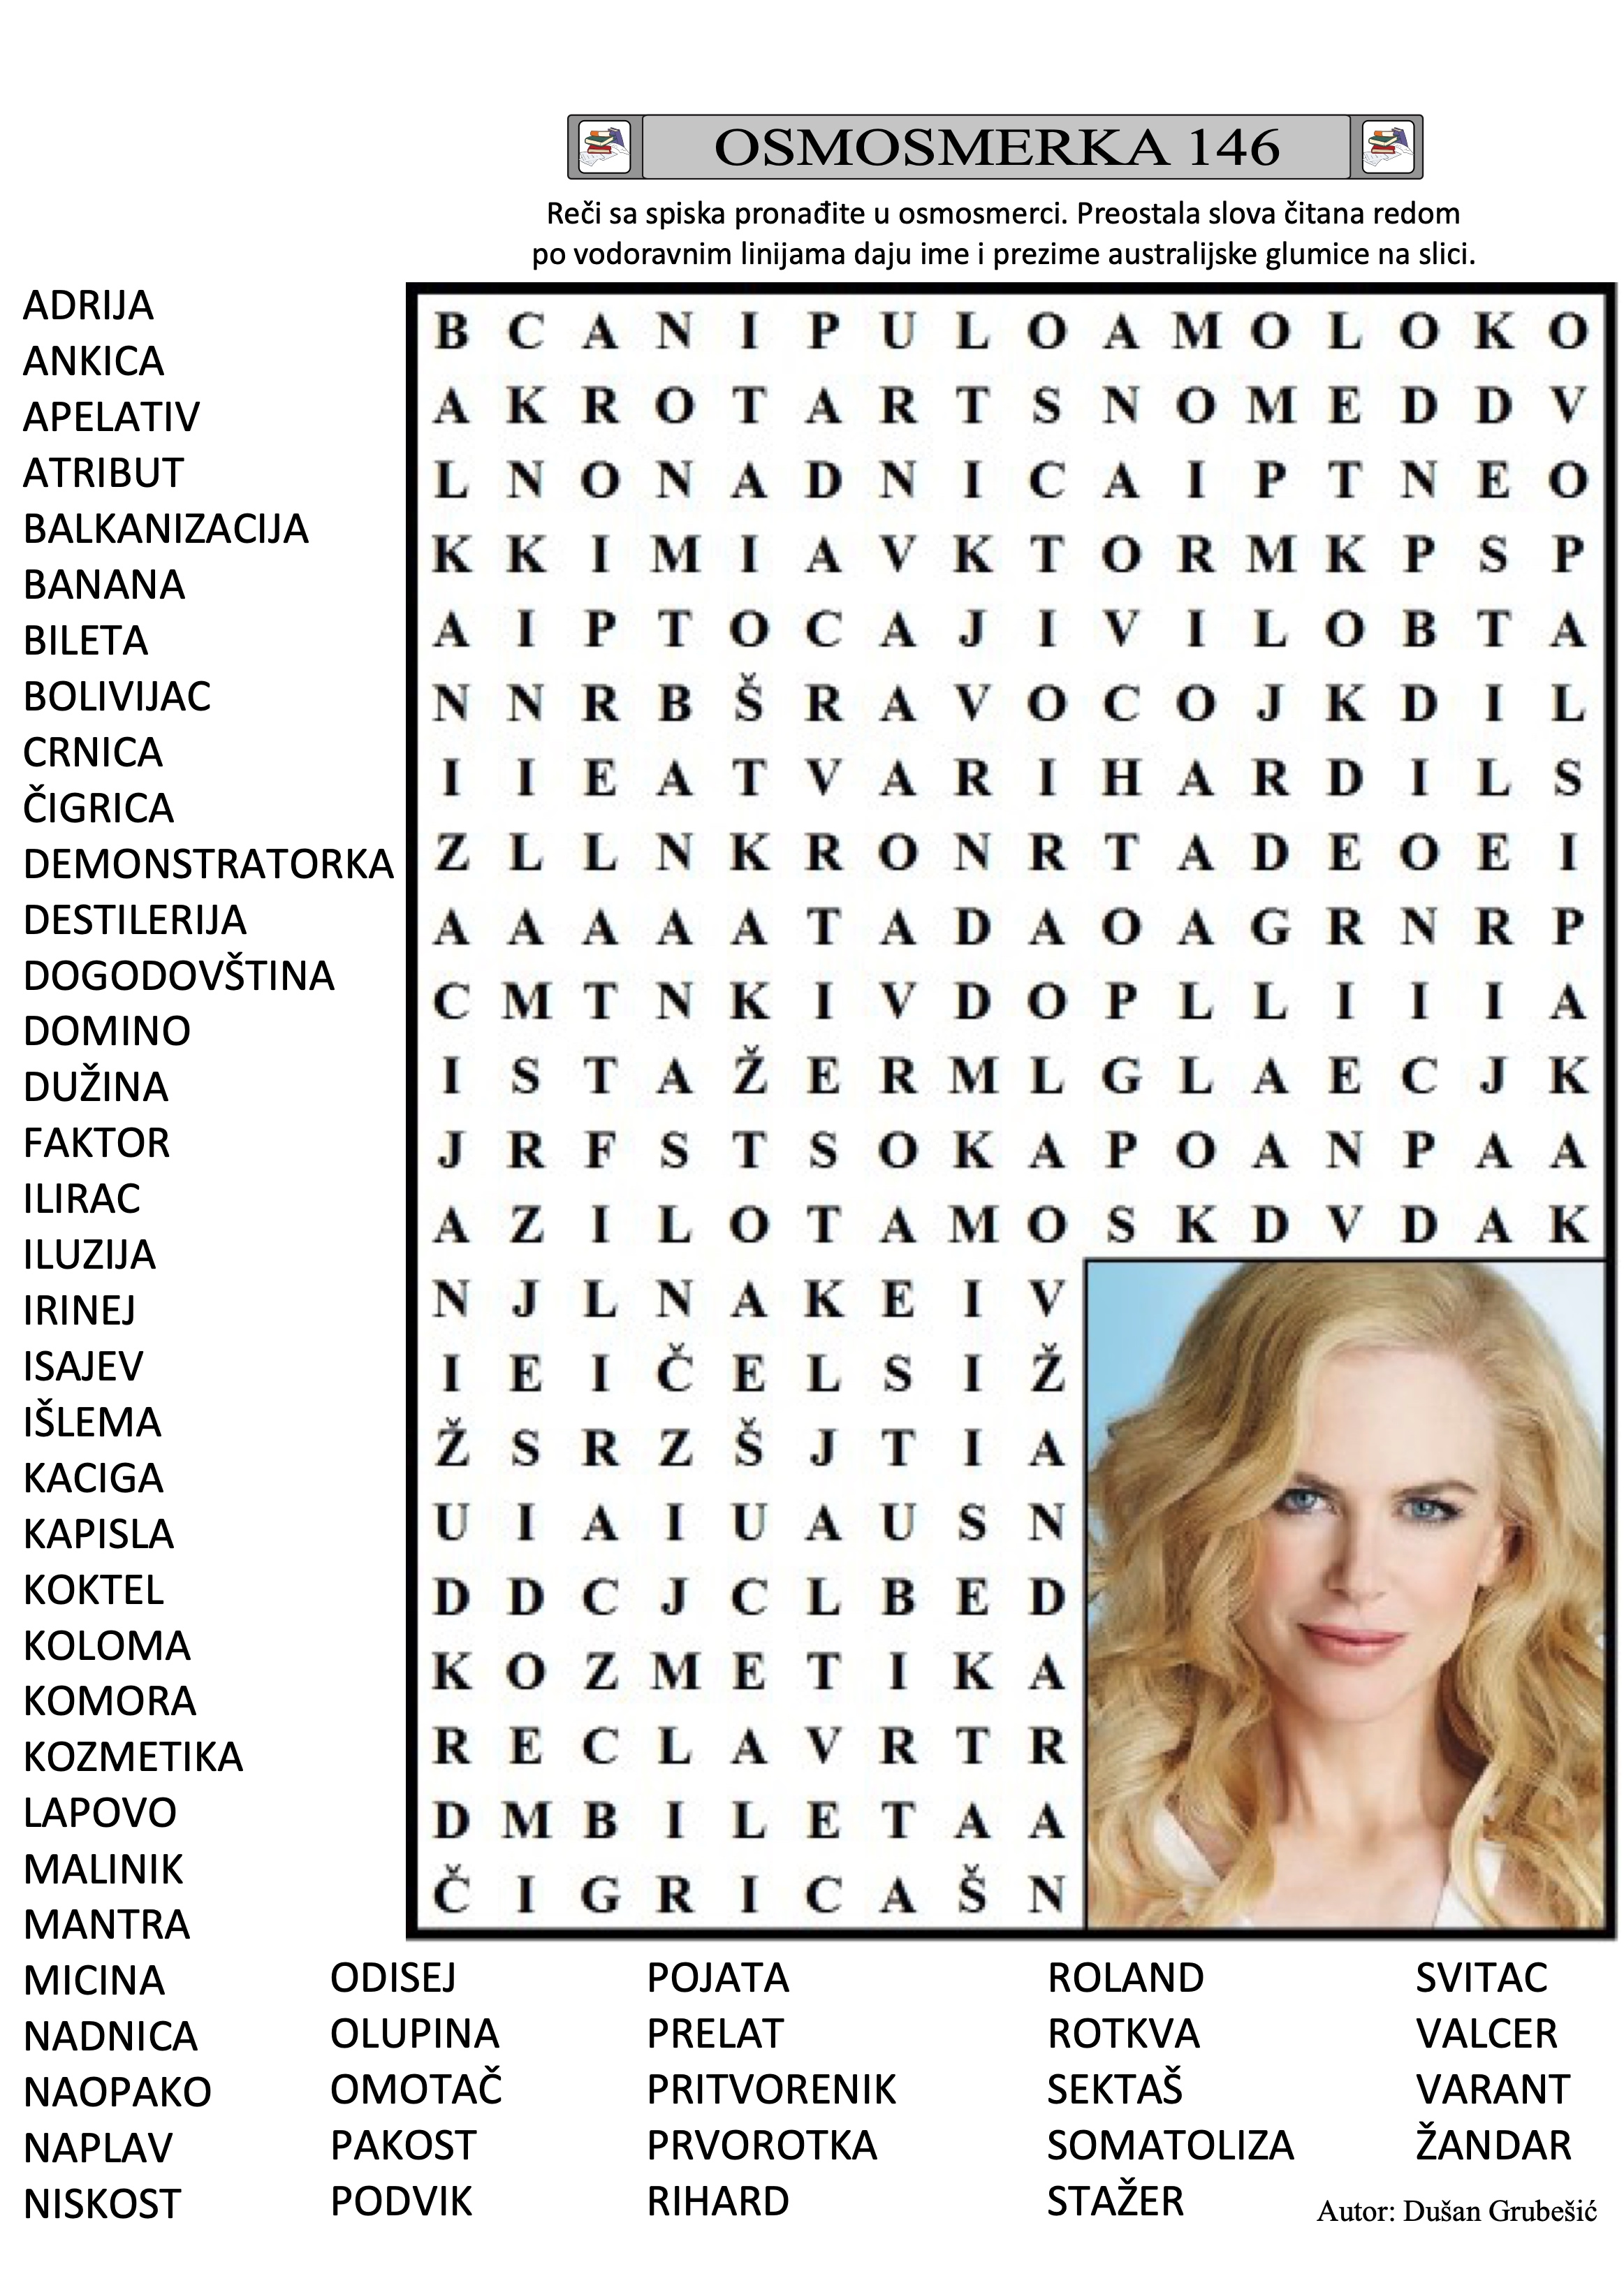 OSMOSMERKA 146
Reči sa spiska pronađite u osmosmerci. Preostala slova čitana redom
po vodoravnim linijama daju ime i prezime australijske glumice na slici.
ADRIJA
ANKICA
APELATIV
ATRIBUT
BALKANIZACIJA
BANANA
BILETA
BOLIVIJAC
CRNICA
ČIGRICA
DEMONSTRATORKA
DESTILERIJA
DOGODOVŠTINA
DOMINO
DUŽINA
FAKTOR
ILIRAC
ILUZIJA
IRINEJ
ISAJEV
IŠLEMA
KACIGA
KAPISLA
KOKTEL
KOLOMA
KOMORA
KOZMETIKA
LAPOVO
MALINIK
MANTRA
MICINA
NADNICA
NAOPAKO
NAPLAV
NISKOST
B C A N I P U L O A M O L O K O
A K R O T A R T S N O M E D D V
L N O N A D N I C A I P T N E O
K K I M I A V K T O R M K P S P
A I P T O C A J I V I L O B T A
N N R B Š R A V O C O J K D I L
I I E A T V A R I H A R D I L S
Z L L N K R O N R T A D E O E I
A A A A A T A D A O A G R N R P
C M T N K I V D O P L L I I I A
I S T A Ž E R M L G L A E C J K
J R F S T S O K A P O A N P A A
A Z I L O T A M O S K D V D A K
N J L N A K E I V
I E I Č E L S I Ž
Ž S R Z Š J T I A
U I A I U A U S N
D D C J C L B E D
K O Z M E T I K A
R E C L A V R T R
D M B I L E T A A
Č I G R I C A Š N
ODISEJ
OLUPINA
OMOTAČ
PAKOST
PODVIK
POJATA
PRELAT
PRITVORENIK
PRVOROTKA
RIHARD
ROLAND
ROTKVA
SEKTAŠ
SOMATOLIZA
STAŽER
SVITAC
VALCER
VARANT
ŽANDAR
Autor: Dušan Grubešić